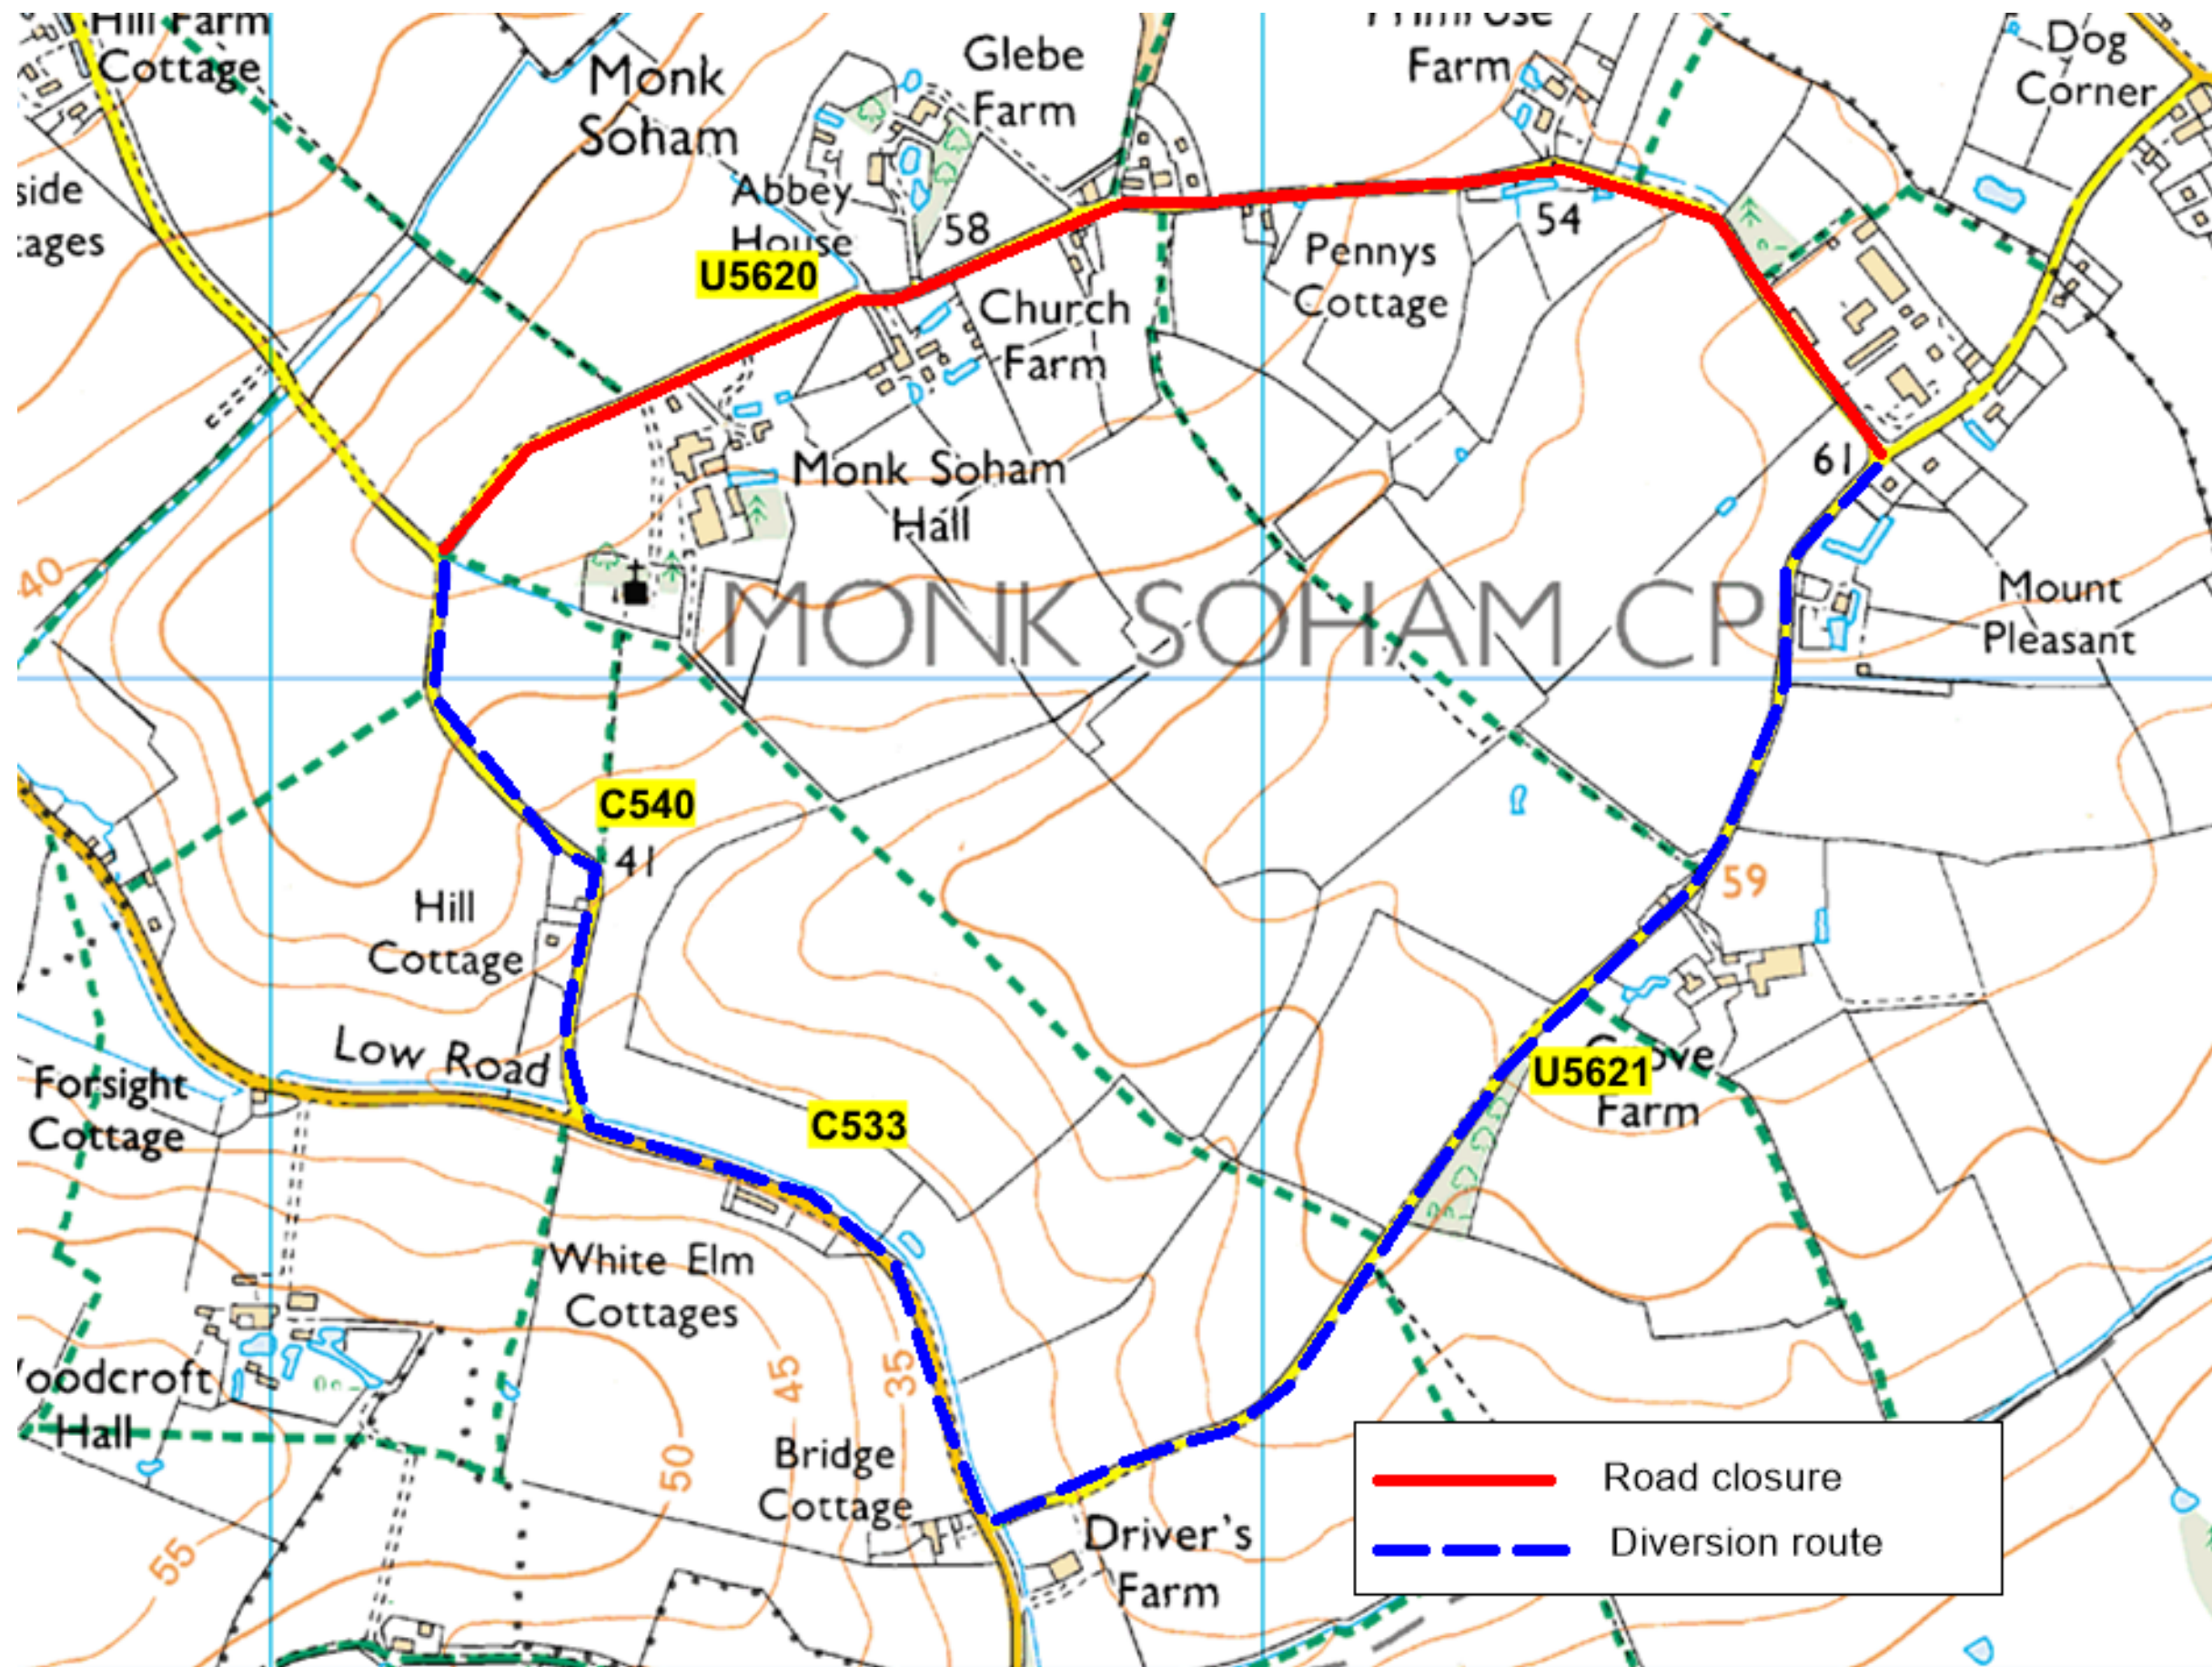 Hill Farm
Cottage
Monk
Soham
Glebe
Farm
Primrose
Farm
Dog
Corner
side
Abbey
House
58
U5620
54
Pennys
Cottage
Church
Farm
Monk Soham
Hall
61
40
MONK SOHAM CP
Mount
Pleasant
C540
41
59
Hill
Cottage
Low Road
Forsight
Cottage
C533
U5621
Farm
White Elm
Cottages
45
35
50
55
Hall
Bridge
Cottage
Driver's
Farm
Road closure
Diversion route